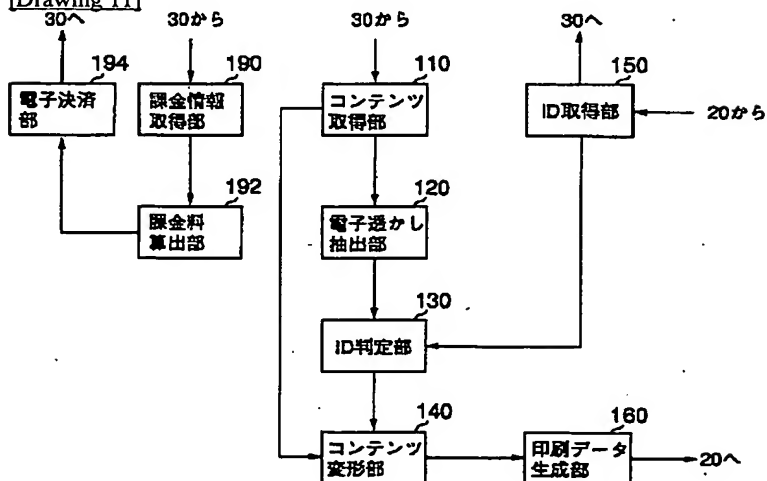 [Drawing 11]
30へ
30から
30から
30へ
194
190
110
150
電子決済
部
課金情報
取得部
コンテンツ
取得部
ID取得部
20から
192
120
課金料
算出部
電子透かし
抽出部
130
ID判定部
140
160
コンテンツ
変形部
印刷データ
生成部
20へ